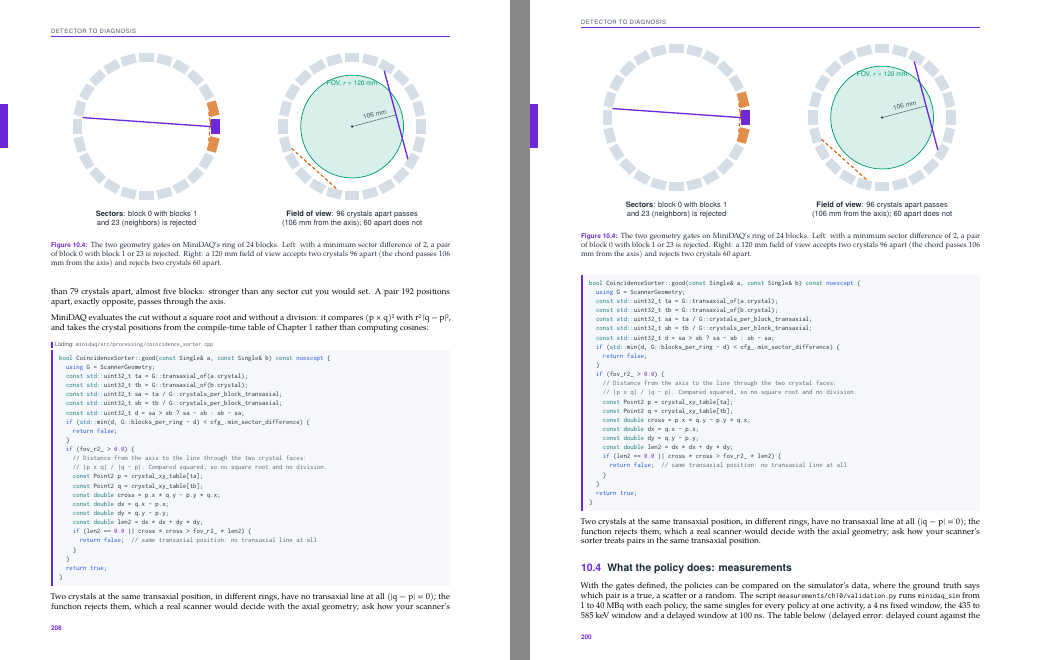 DETECTOR TO DIAGNOSIS
FOV, r = 120 mm
106 mm
Sectors: block 0 with blocks 1
and 23 (neighbors) is rejected
Field of view: 96 crystals apart passes
(106 mm from the axis); 60 apart does not
Figure 10.4: The two geometry gates on MiniDAQ's ring of 24 blocks. Left: with a minimum sector difference of 2, a pair
of block 0 with block 1 or 23 is rejected. Right: a 120 mm field of view accepts two crystals 96 apart (the chord passes 106
mm from the axis) and rejects two crystals 60 apart.
than 79 crystals apart, almost five blocks: stronger than any sector cut you would set. A pair 192 positions
apart, exactly opposite, passes through the axis.
MiniDAQ evaluates the cut without a square root and without a division: it compares (p × q)² with r²|q − p|²,
and takes the crystal positions from the compile-time table of Chapter 1 rather than computing cosines:
Listing: minidaq/src/processing/coincidence_sorter.cpp
bool CoincidenceSorter::good(const Single& a, const Single& b) const noexcept {
using G = ScannerGeometry;
const std::uint32_t ta = G::transaxial_of(a.crystal);
const std::uint32_t tb = G::transaxial_of(b.crystal);
const std::uint32_t sa = ta / G::crystals_per_block_transaxial;
const std::uint32_t sb = tb / G::crystals_per_block_transaxial;
const std::uint32_t d = sa > sb ? sa - sb : sb - sa;
if (std::min(d, G::blocks_per_ring - d) < cfg_.min_sector_difference) {
return false;
}
if (fov_r2_ > 0.0) {
// Distance from the axis to the line through the two crystal faces:
// |p x q| / |q - p|. Compared squared, so no square root and no division.
const Point2 p = crystal_xy_table[ta];
const Point2 q = crystal_xy_table[tb];
const double cross = p.x * q.y - p.y * q.x;
const double dx = q.x - p.x;
const double dy = q.y - p.y;
const double len2 = dx * dx + dy * dy;
if (len2 == 0.0 || cross * cross > fov_r2_ * len2) {
return false; // same transaxial position: no transaxial line at all
}
}
return true;
}
Two crystals at the same transaxial position, in different rings, have no transaxial line at all (|q − p| = 0); the
function rejects them, which a real scanner would decide with the axial geometry; ask how your scanner's
208
DETECTOR TO DIAGNOSIS
FOV, r = 120 mm
106 mm
Sectors: block 0 with blocks 1
and 23 (neighbors) is rejected
Field of view: 96 crystals apart passes
(106 mm from the axis); 60 apart does not
Figure 10.4: The two geometry gates on MiniDAQ's ring of 24 blocks. Left: with a minimum sector difference of 2, a pair
of block 0 with block 1 or 23 is rejected. Right: a 120 mm field of view accepts two crystals 96 apart (the chord passes 106
mm from the axis) and rejects two crystals 60 apart.
bool CoincidenceSorter::good(const Single& a, const Single& b) const noexcept {
using G = ScannerGeometry;
const std::uint32_t ta = G::transaxial_of(a.crystal);
const std::uint32_t tb = G::transaxial_of(b.crystal);
const std::uint32_t sa = ta / G::crystals_per_block_transaxial;
const std::uint32_t sb = tb / G::crystals_per_block_transaxial;
const std::uint32_t d = sa > sb ? sa - sb : sb - sa;
if (std::min(d, G::blocks_per_ring - d) < cfg_.min_sector_difference) {
return false;
}
if (fov_r2_ > 0.0) {
// Distance from the axis to the line through the two crystal faces:
// |p x q| / |q - p|. Compared squared, so no square root and no division.
const Point2 p = crystal_xy_table[ta];
const Point2 q = crystal_xy_table[tb];
const double cross = p.x * q.y - p.y * q.x;
const double dx = q.x - p.x;
const double dy = q.y - p.y;
const double len2 = dx * dx + dy * dy;
if (len2 == 0.0 || cross * cross > fov_r2_ * len2) {
return false; // same transaxial position: no transaxial line at all
}
}
return true;
}
Two crystals at the same transaxial position, in different rings, have no transaxial line at all (|q − p| = 0); the
function rejects them, which a real scanner would decide with the axial geometry; ask how your scanner's
sorter treats pairs in the same transaxial position.
10.4 What the policy does: measurements
With the gates defined, the policies can be compared on the simulator's data, where the ground truth says
which pair is a true, a scatter or a random. The script measurements/ch10/validation.py runs minidaq_sim from
1 to 40 MBq with each policy, the same singles for every policy at one activity, a 4 ns fixed window, the 435 to
585 keV window and a delayed window at 100 ns. The table below (delayed error: delayed count against the
200